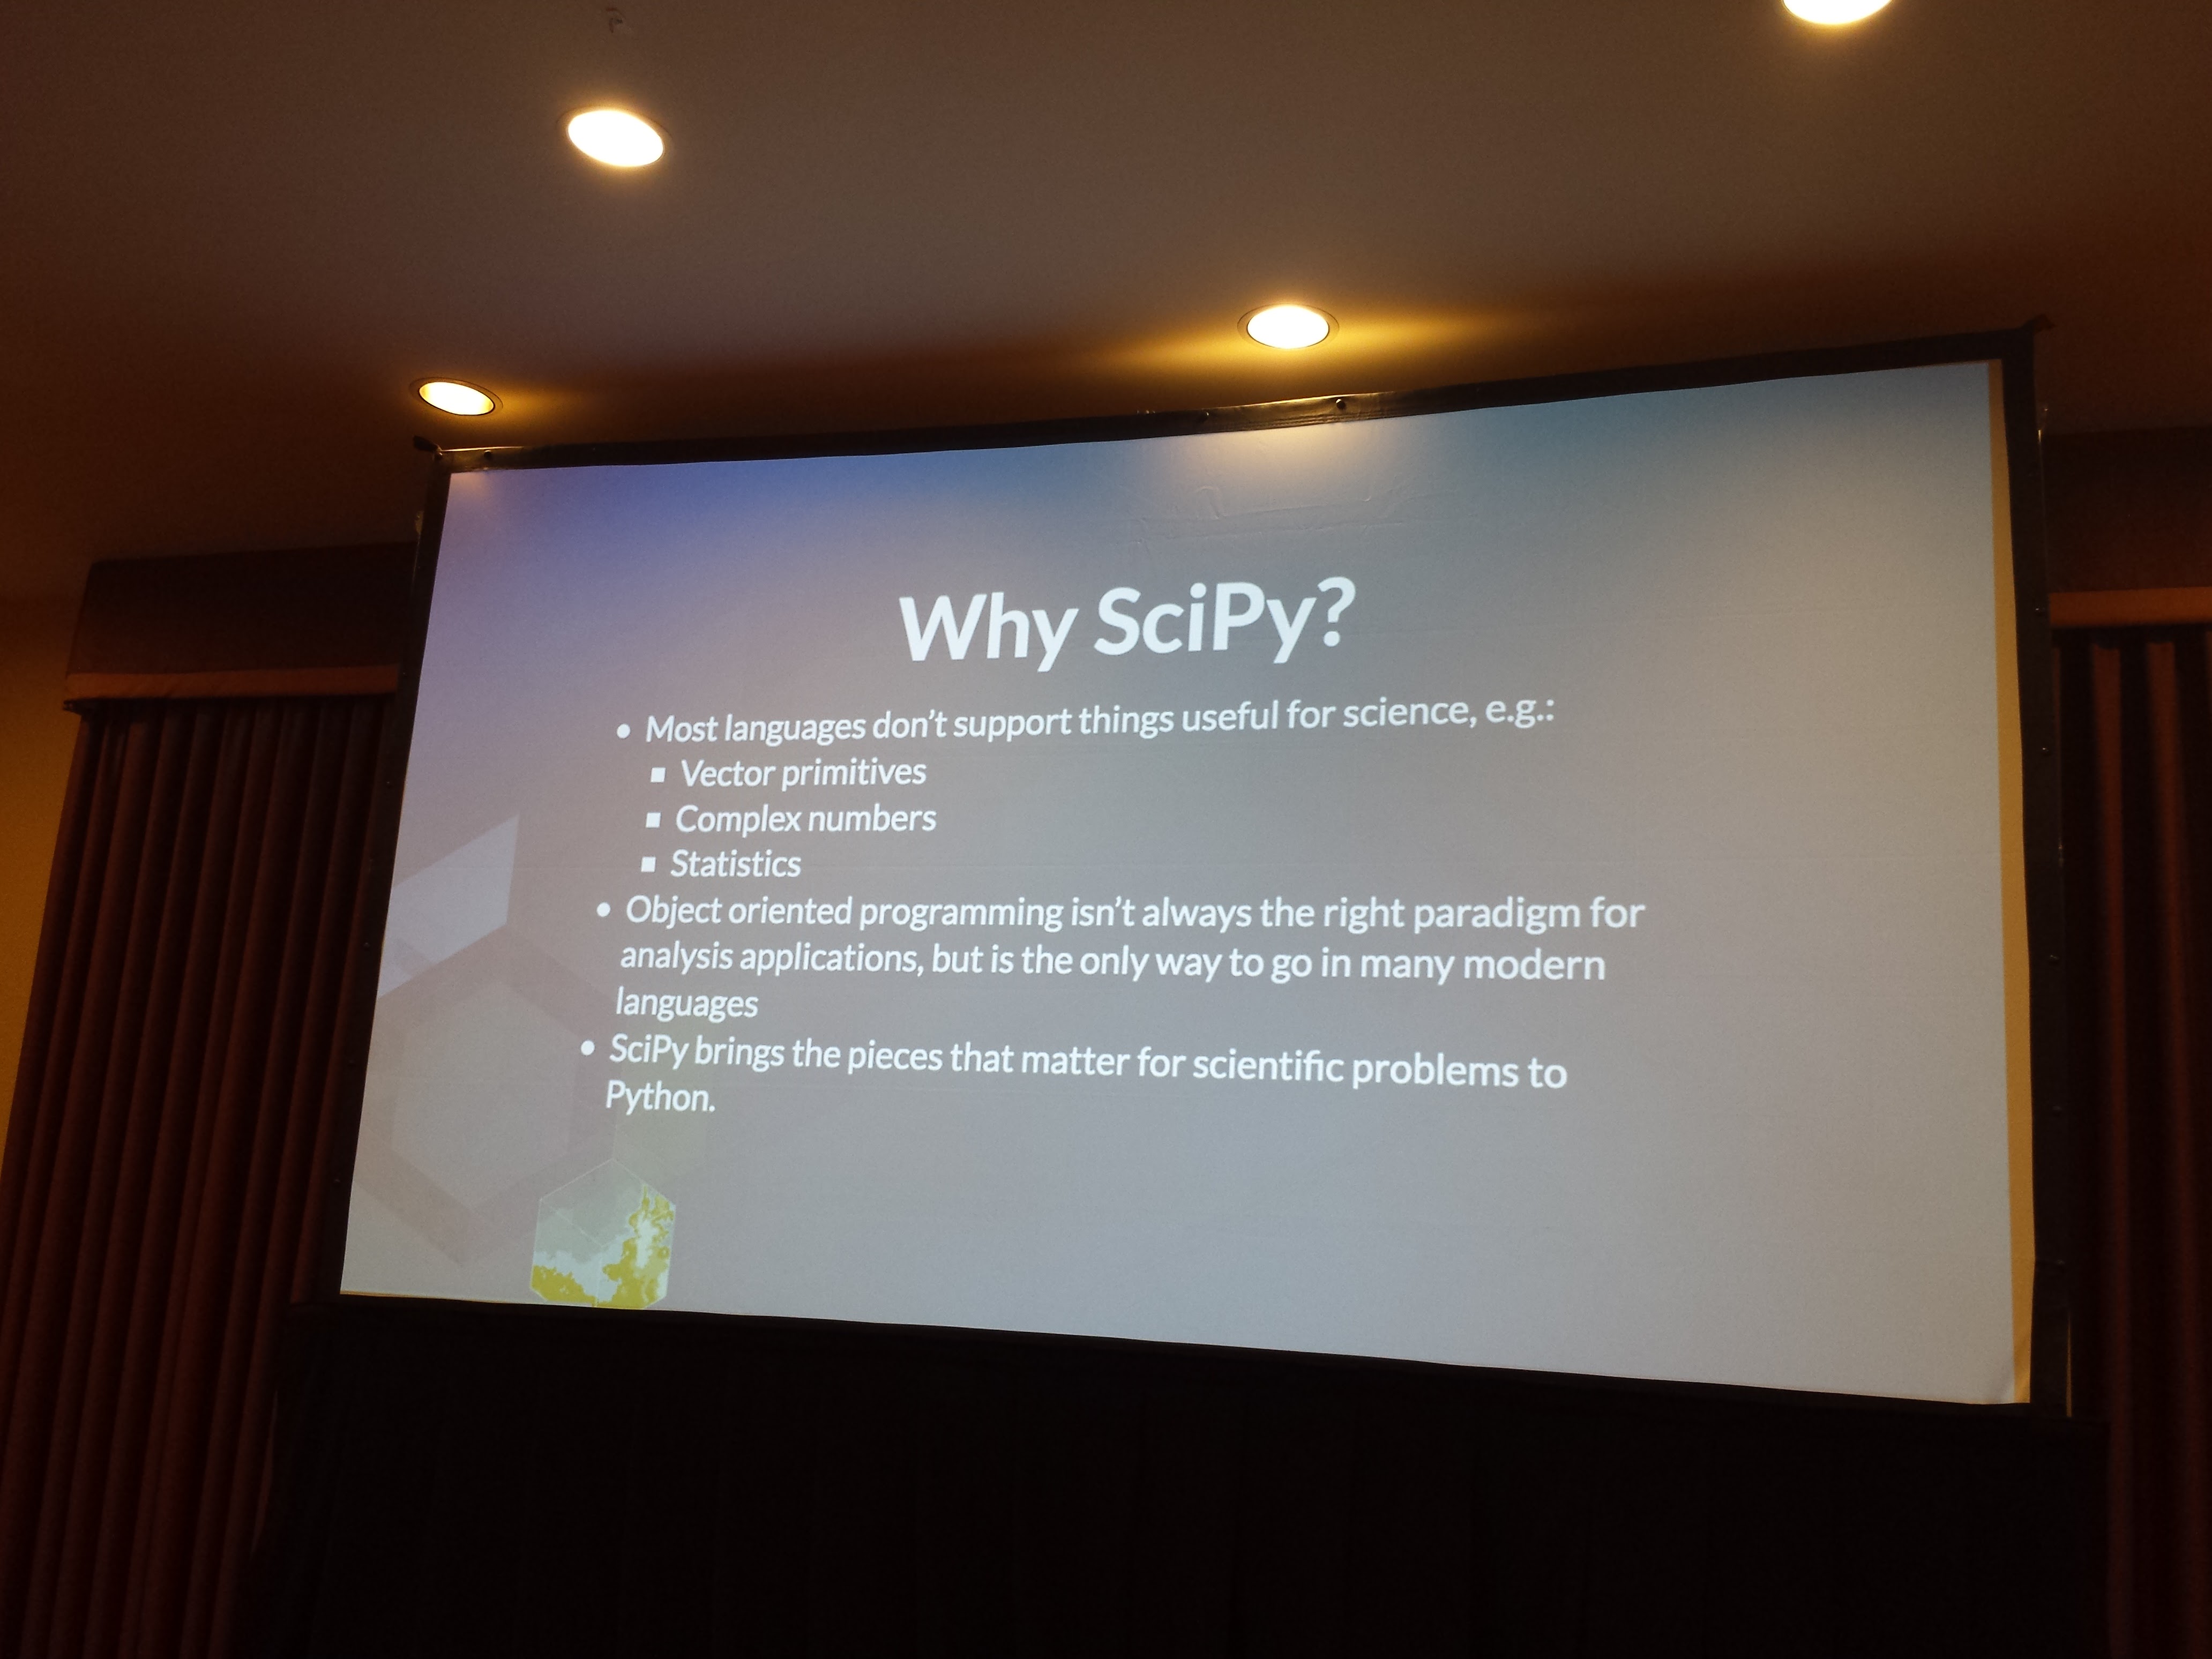 Why SciPy?
• Most languages don't support things useful for science, e.g.:
▪ Vector primitives
▪ Complex numbers
▪ Statistics
• Object oriented programming isn't always the right paradigm for
analysis applications, but is the only way to go in many modern
languages
• SciPy brings the pieces that matter for scientific problems to
Python.